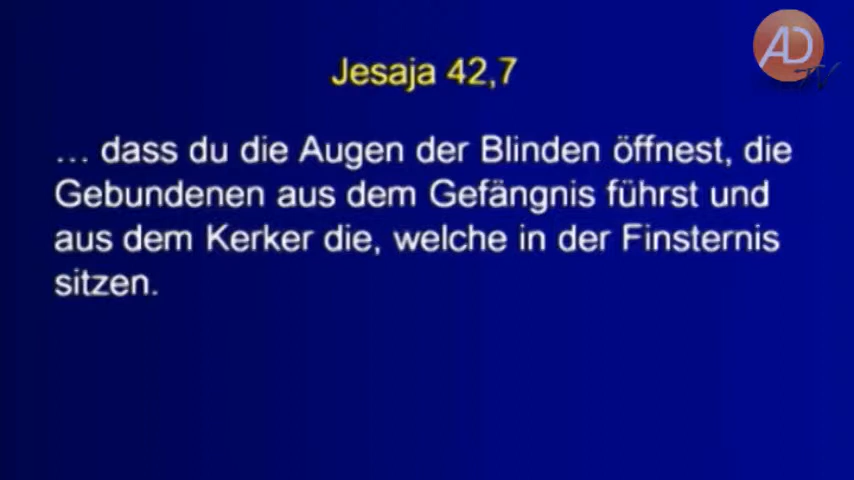 AD
TV
Jesaja 42,7
... dass du die Augen der Blinden öffnest, die
Gebundenen aus dem Gefängnis führst und
aus dem Kerker die, welche in der Finsternis
sitzen.